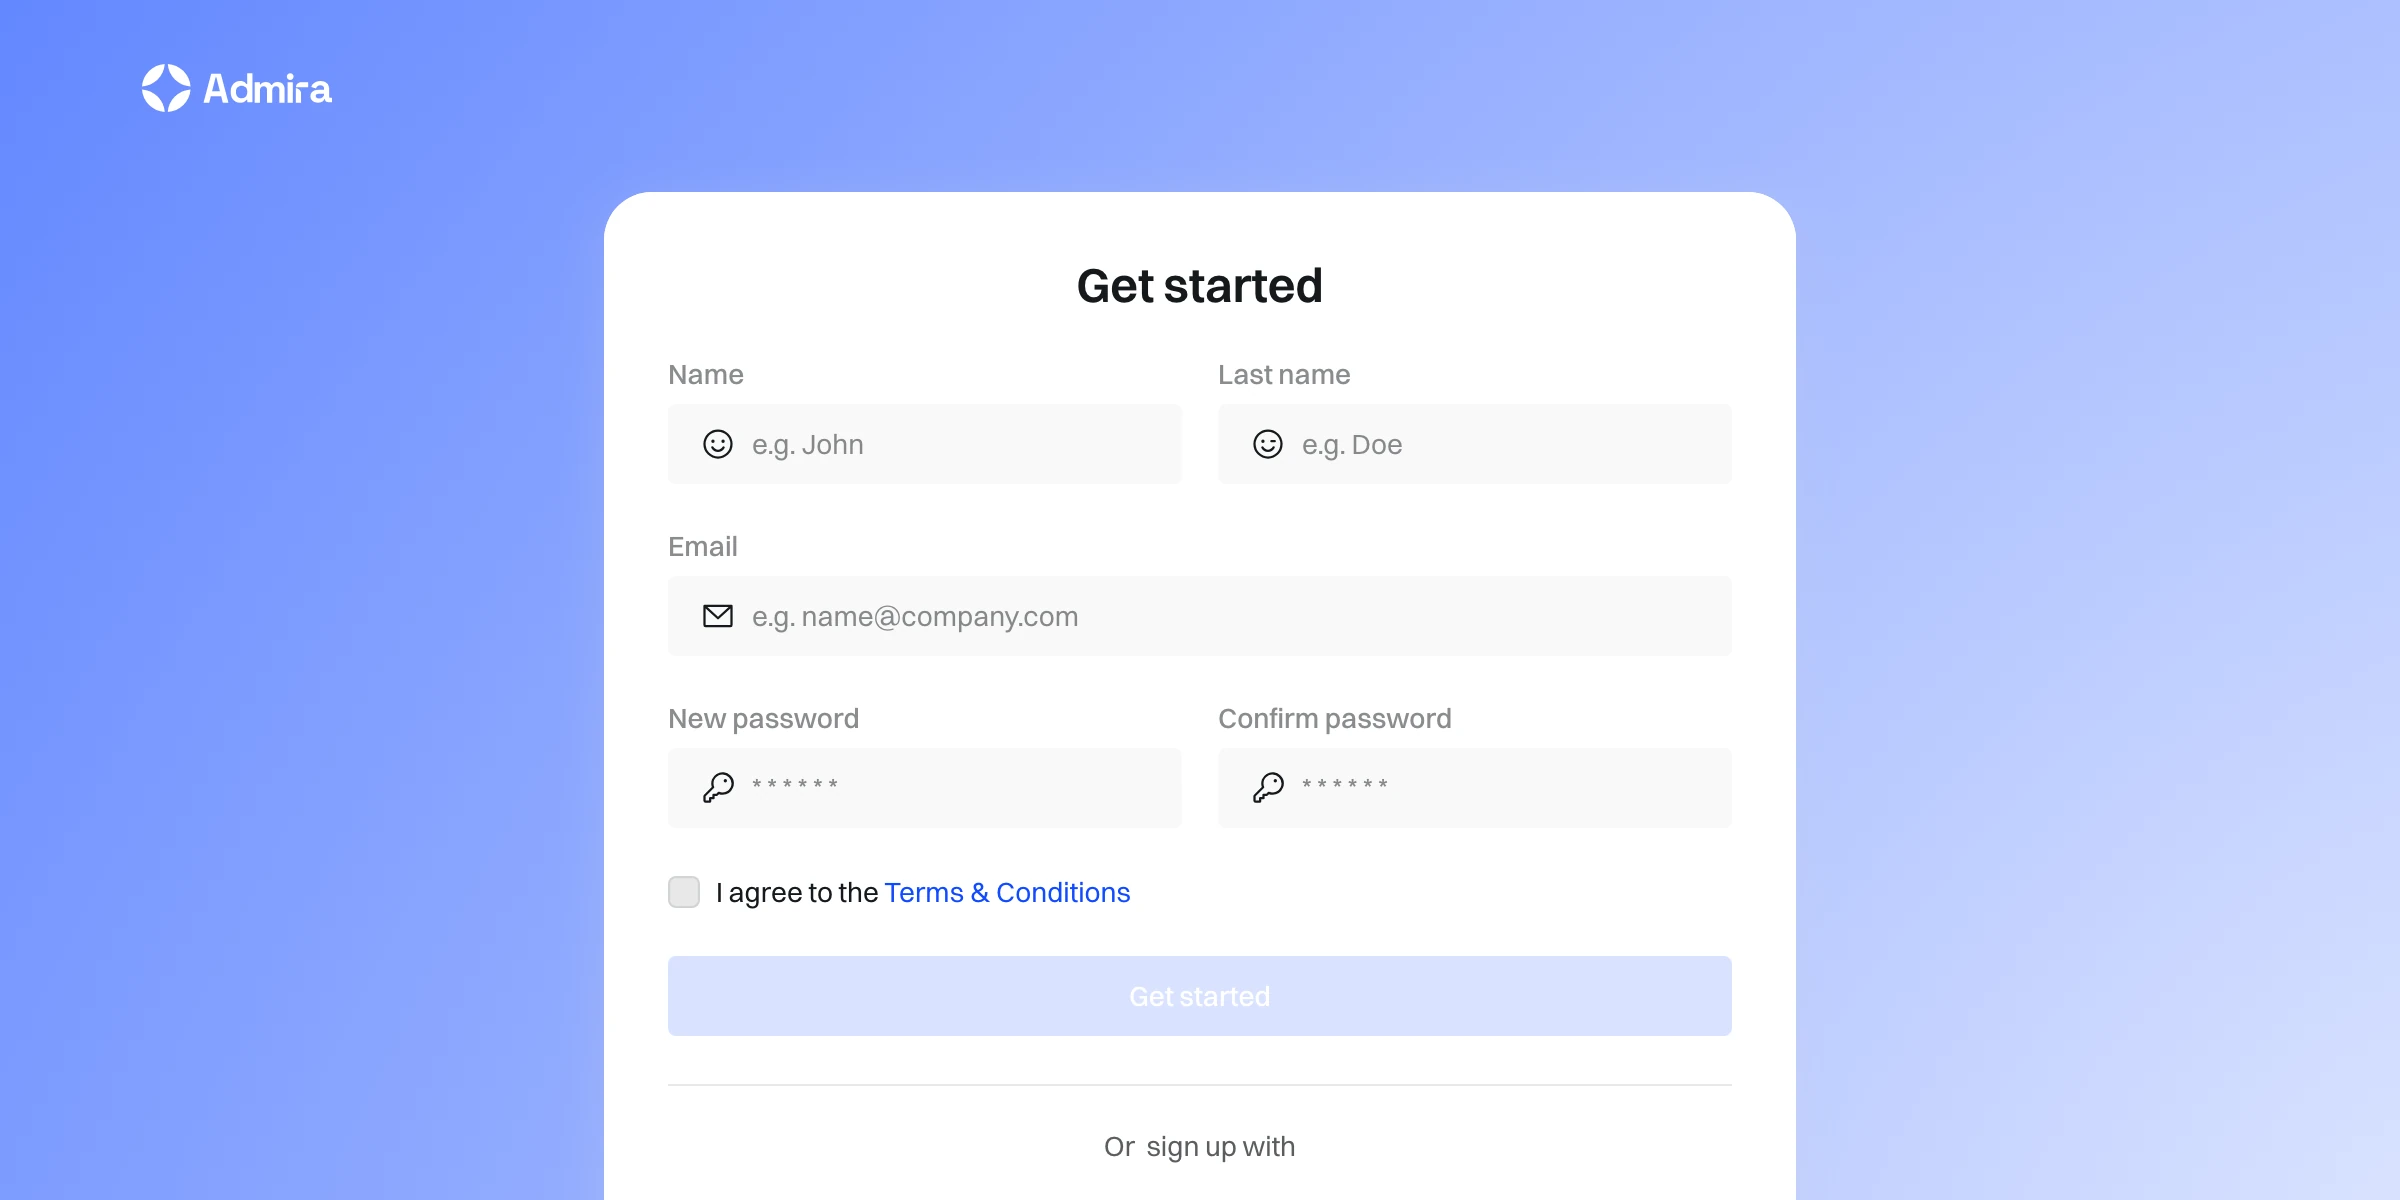 Admira
Get started
Name
Last name
e.g. John
e.g. Doe
Email
e.g. name@company.com
New password
Confirm password
* * * * * *
* * * * * *
I agree to the Terms & Conditions
Get started
Or sign up with